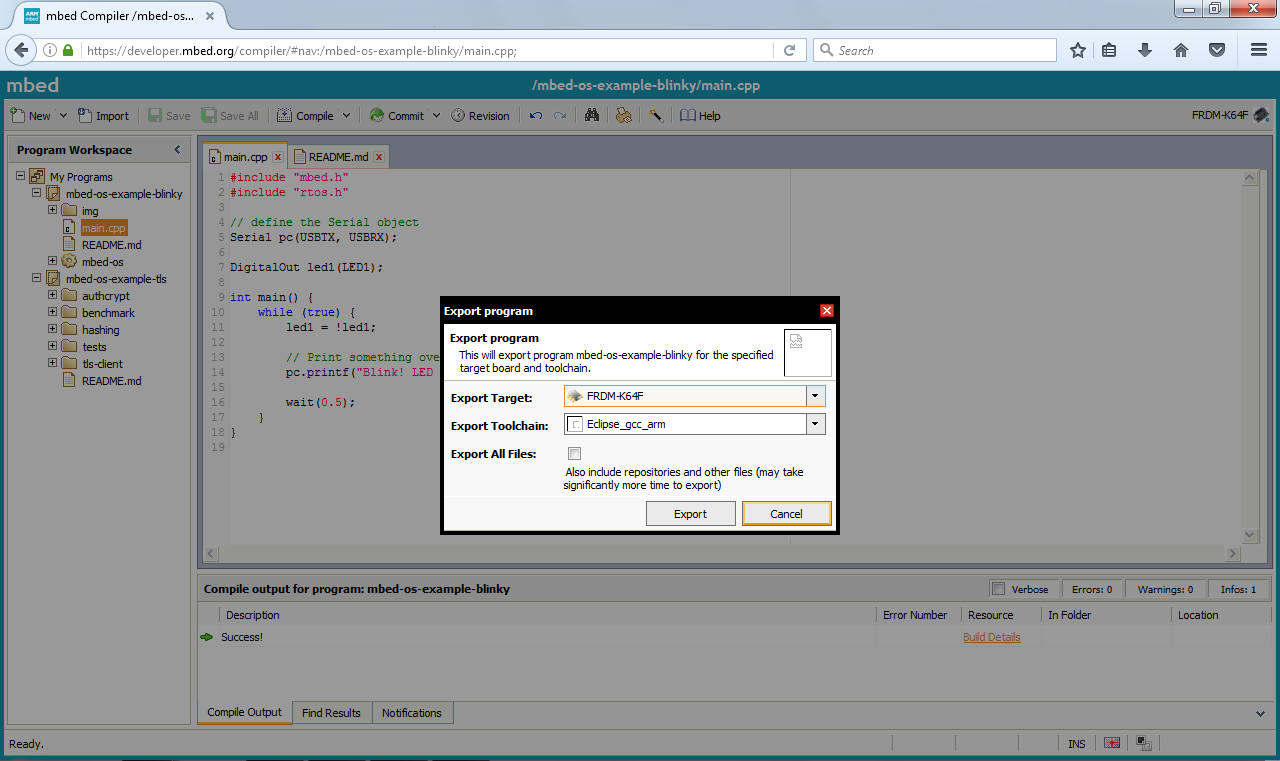 mbed Compiler /mbed-os...
https://developer.mbed.org/compiler/#nav:/mbed-os-example-blinky/main.cpp;
Search
mbed
/mbed-os-example-blinky/main.cpp
New Import Save Save All Compile Commit Revision Help FRDM-K64F
Program Workspace
My Programs
mbed-os-example-blinky
img
main.cpp
README.md
mbed-os
mbed-os-example-tls
authcrypt
benchmark
hashing
tests
tls-client
README.md
main.cpp README.md
1 #include "mbed.h"
2 #include "rtos.h"
3
4 // define the Serial object
5 Serial pc(USBTX, USBRX);
6
7 DigitalOut led1(LED1);
8
9 int main() {
10 while (true) {
11 led1 = !led1;
12
13 // Print something ove
14 pc.printf("Blink! LED
15
16 wait(0.5);
17 }
18 }
19
Export program
Export program
This will export program mbed-os-example-blinky for the specified
target board and toolchain.
Export Target: FRDM-K64F
Export Toolchain: Eclipse_gcc_arm
Export All Files:
Also include repositories and other files (may take
significantly more time to export)
Export Cancel
Compile output for program: mbed-os-example-blinky Verbose Errors: 0 Warnings: 0 Infos: 1
Description Error Number Resource In Folder Location
Success! Build Details
Compile Output Find Results Notifications
Ready. INS